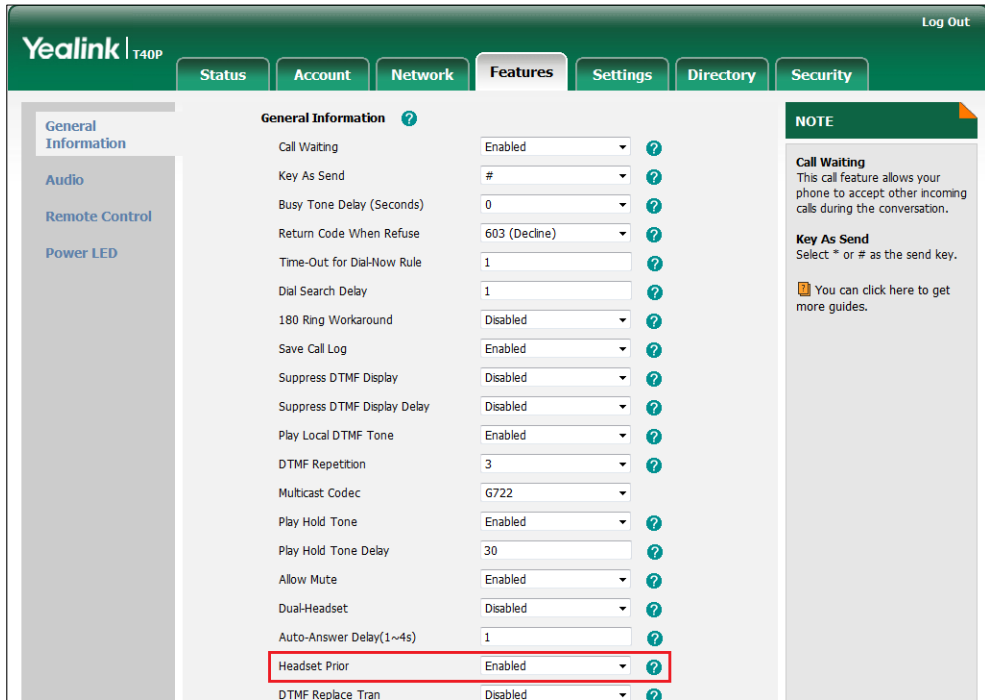 Log Out
Yealink T40P
Status Account Network Features Settings Directory Security
General
Information
Audio
Remote Control
Power LED
General Information ?
Call Waiting Enabled ?
Key As Send # ?
Busy Tone Delay (Seconds) 0 ?
Return Code When Refuse 603 (Decline) ?
Time-Out for Dial-Now Rule 1 ?
Dial Search Delay 1 ?
180 Ring Workaround Disabled ?
Save Call Log Enabled ?
Suppress DTMF Display Disabled ?
Suppress DTMF Display Delay Disabled ?
Play Local DTMF Tone Enabled ?
DTMF Repetition 3 ?
Multicast Codec G722
Play Hold Tone Enabled ?
Play Hold Tone Delay 30 ?
Allow Mute Enabled ?
Dual-Headset Disabled ?
Auto-Answer Delay(1~4s) 1 ?
Headset Prior Enabled ?
DTMF Replace Tran Disabled ?
NOTE
Call Waiting
This call feature allows your
phone to accept other incoming
calls during the conversation.
Key As Send
Select * or # as the send key.
? You can click here to get
more guides.